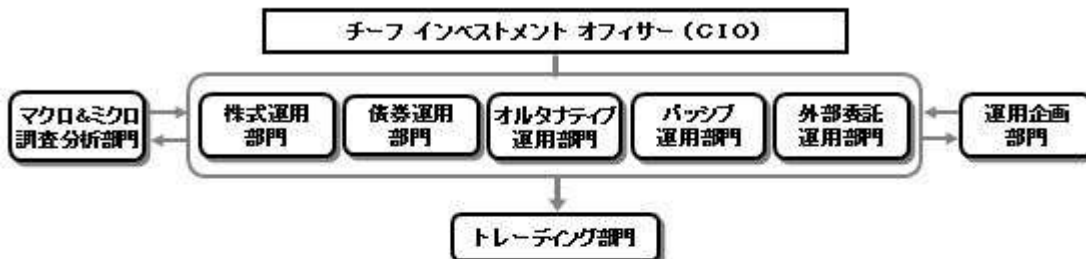 チーフ インベストメント オフィサー（CIO）
マクロ&ミクロ
調査分析部門
株式運用
部門
債券運用
部門
オルタナティブ
運用部門
パッシブ
運用部門
外部委託
運用部門
運用企画
部門
トレーディング部門